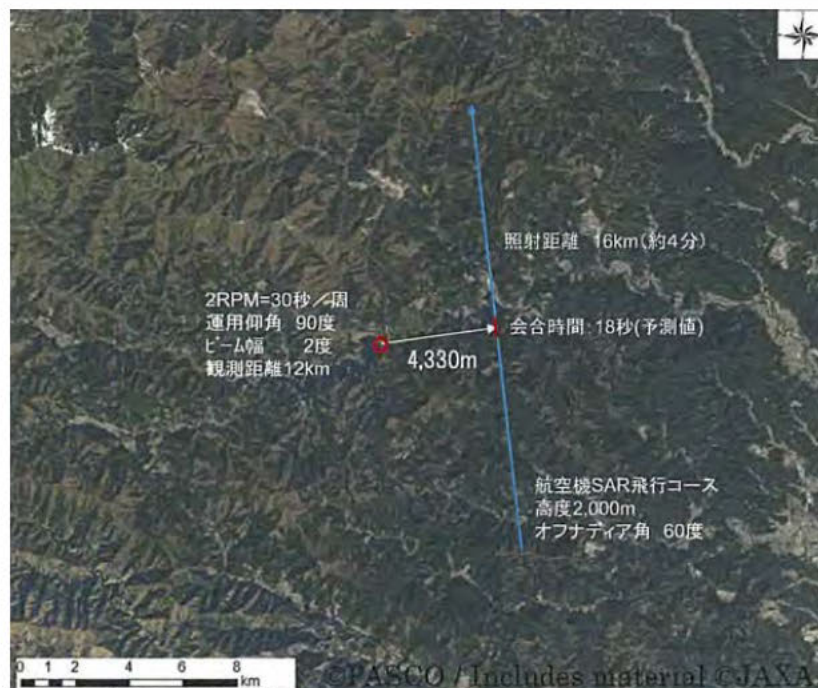 照射距離 16km(約4分)
2RPM=30秒/周
運用仰角 90度
ビーム幅 2度
観測距離12km
会合時間:18秒(予測値)
4,330m
航空機SAR飛行コース
高度2,000m
オフナディア角 60度
0 1 2 4 6 8
km
©PASCO / Includes material ©JAXA